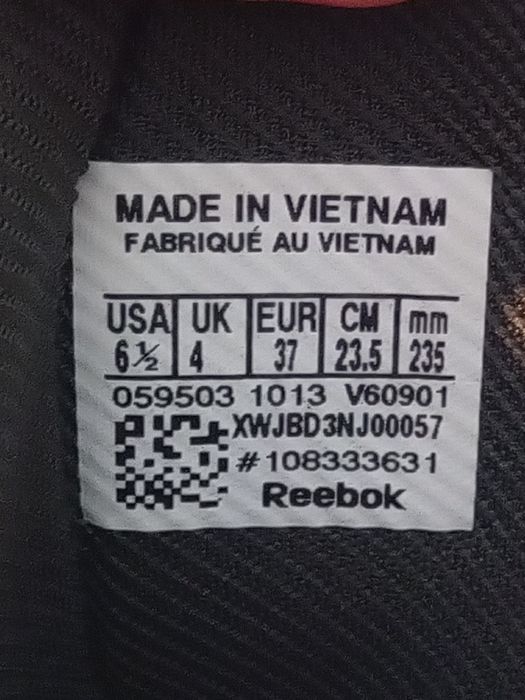 MADE IN VIETNAM
FABRIQUÉ AU VIETNAM
USA UK EUR CM mm
6½ 4 37 23.5 235
059503 1013 V60901
XWJBD3NJ00057
#108333631
Reebok